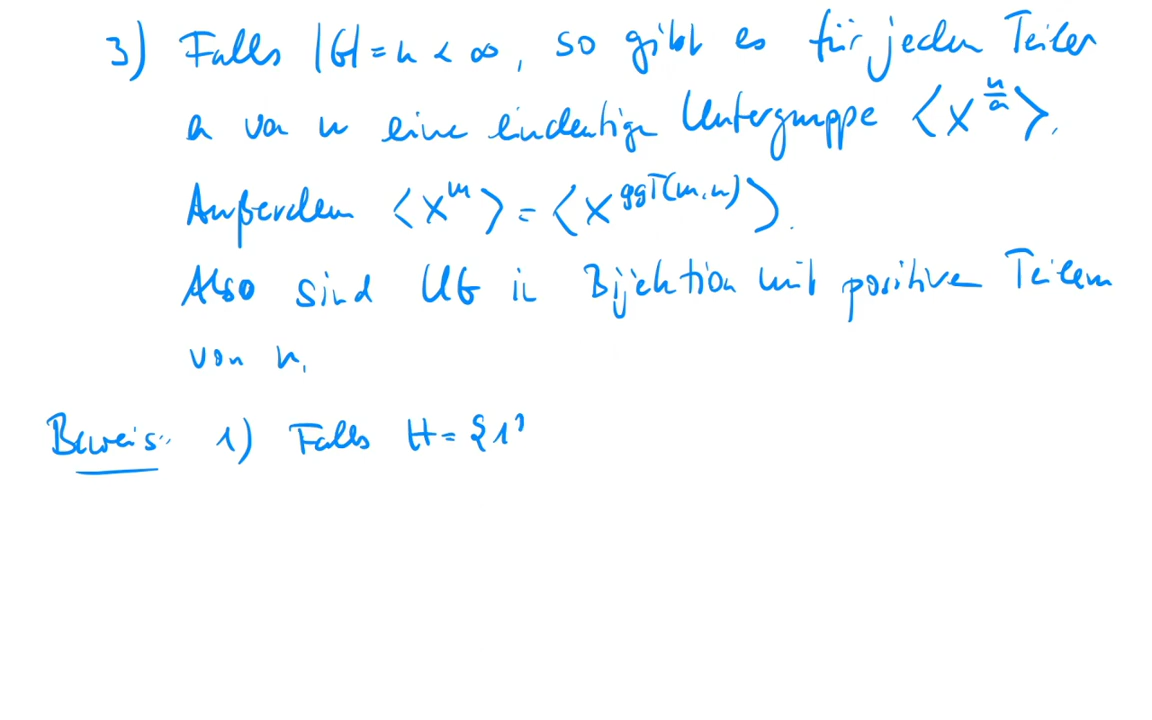 3) Falls |G| = n < ∞, so gibt es für jeden Teiler
a von n eine eindeutige Untergruppe ⟨x^{n/a}⟩.
Außerdem ⟨x^m⟩ = ⟨x^{ggT(m,n)}⟩.
Also sind UG in Bijektion mit positiven Teilern
von n.
Beweis: 1) Falls H = {1}